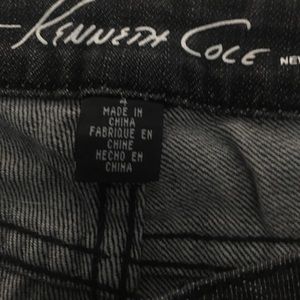 KENNETH COLE NEW
4
MADE IN
CHINA
FABRIQUE EN
CHINE
HECHO EN
CHINA